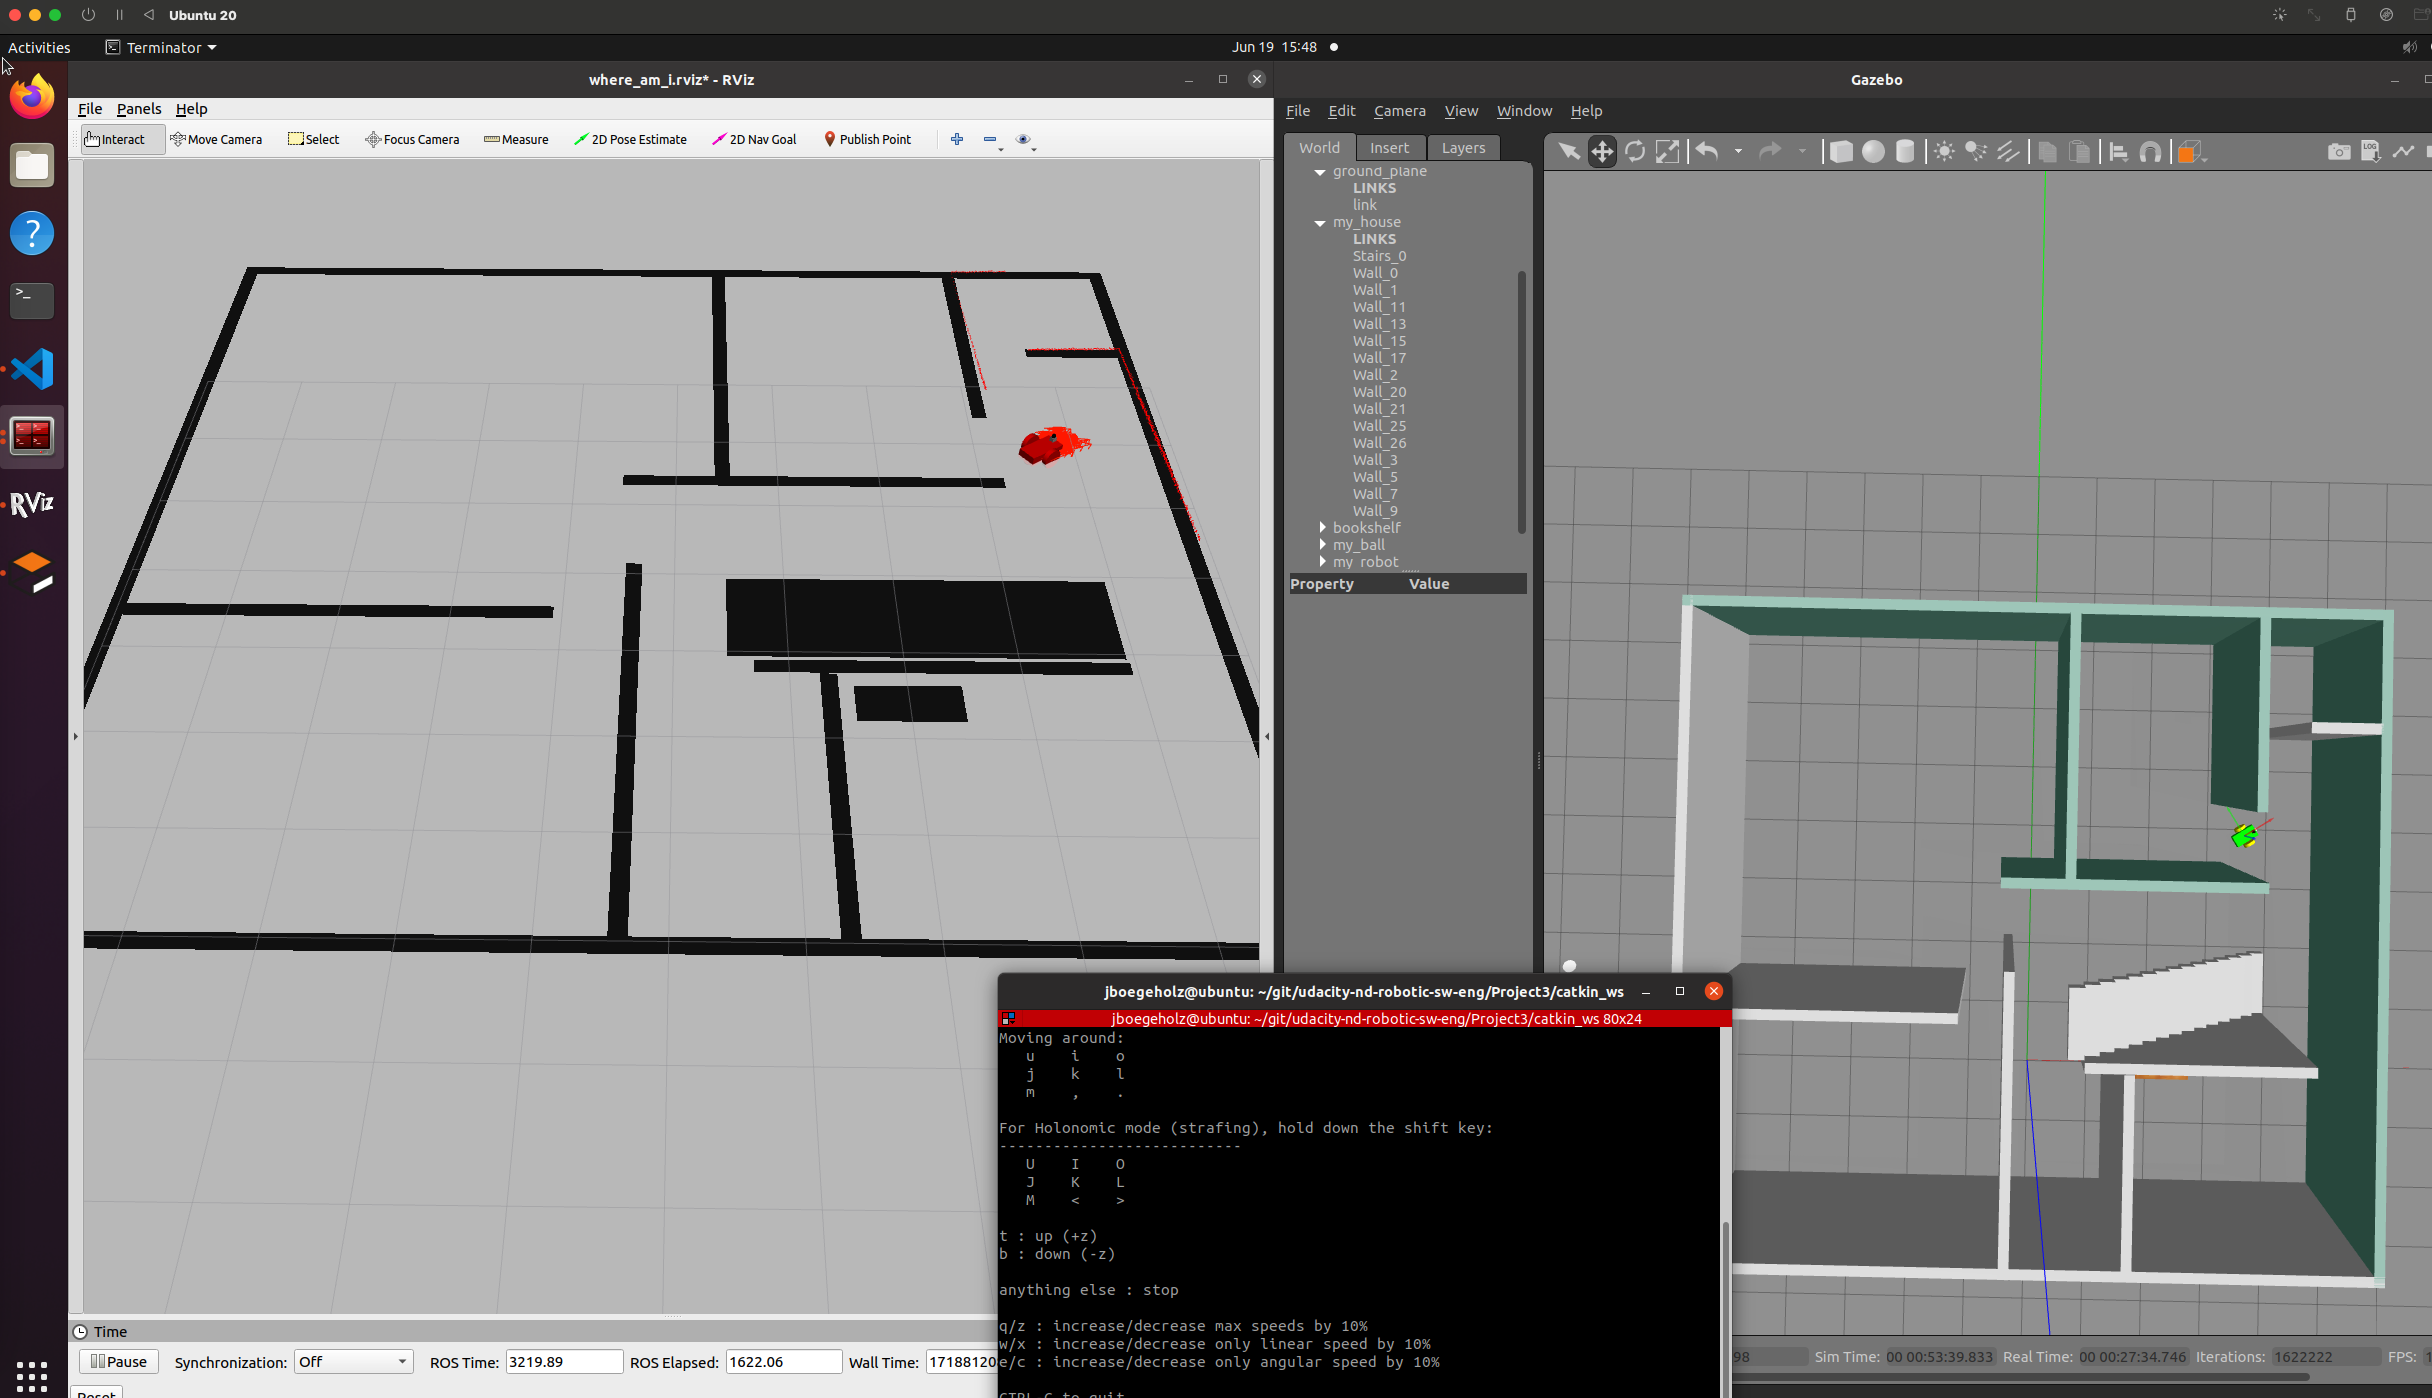 Ubuntu 20
Activities
Terminator
Jun 19 15:48
where_am_i.rviz* - RViz
File Panels Help
Interact Move Camera Select Focus Camera Measure 2D Pose Estimate 2D Nav Goal Publish Point
RViz
Time
Pause Synchronization: Off ROS Time: 3219.89 ROS Elapsed: 1622.06 Wall Time: 17188120
Reset
Gazebo
File Edit Camera View Window Help
World Insert Layers
LOG
ground_plane
LINKS
link
my_house
LINKS
Stairs_0
Wall_0
Wall_1
Wall_11
Wall_13
Wall_15
Wall_17
Wall_2
Wall_20
Wall_21
Wall_25
Wall_26
Wall_3
Wall_5
Wall_7
Wall_9
bookshelf
my_ball
my_robot
Property Value
98 Sim Time: 00 00:53:39.833 Real Time: 00 00:27:34.746 Iterations: 1622222 FPS:
jboegeholz@ubuntu: ~/git/udacity-nd-robotic-sw-eng/Project3/catkin_ws
jboegeholz@ubuntu: ~/git/udacity-nd-robotic-sw-eng/Project3/catkin_ws 80x24
Moving around:
u i o
j k l
m , .
For Holonomic mode (strafing), hold down the shift key:
---------------------------
U I O
J K L
M < >
t : up (+z)
b : down (-z)
anything else : stop
q/z : increase/decrease max speeds by 10%
w/x : increase/decrease only linear speed by 10%
e/c : increase/decrease only angular speed by 10%
CTRL-C to quit